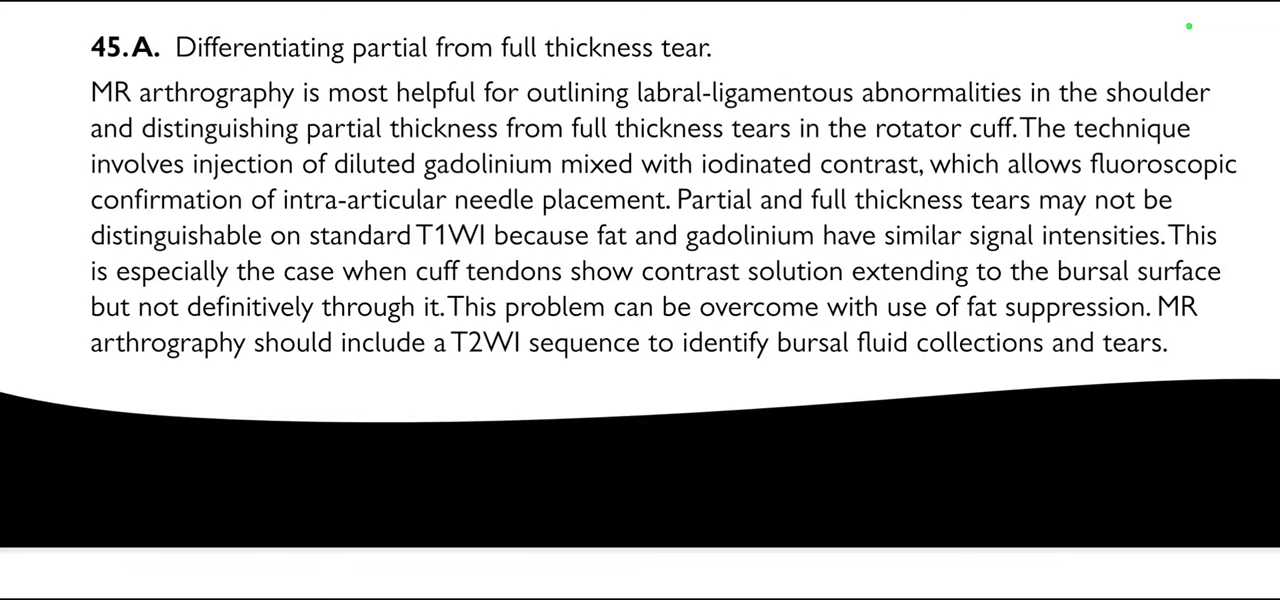 45. A. Differentiating partial from full thickness tear.
MR arthrography is most helpful for outlining labral-ligamentous abnormalities in the shoulder
and distinguishing partial thickness from full thickness tears in the rotator cuff. The technique
involves injection of diluted gadolinium mixed with iodinated contrast, which allows fluoroscopic
confirmation of intra-articular needle placement. Partial and full thickness tears may not be
distinguishable on standard T1WI because fat and gadolinium have similar signal intensities. This
is especially the case when cuff tendons show contrast solution extending to the bursal surface
but not definitively through it. This problem can be overcome with use of fat suppression. MR
arthrography should include a T2WI sequence to identify bursal fluid collections and tears.